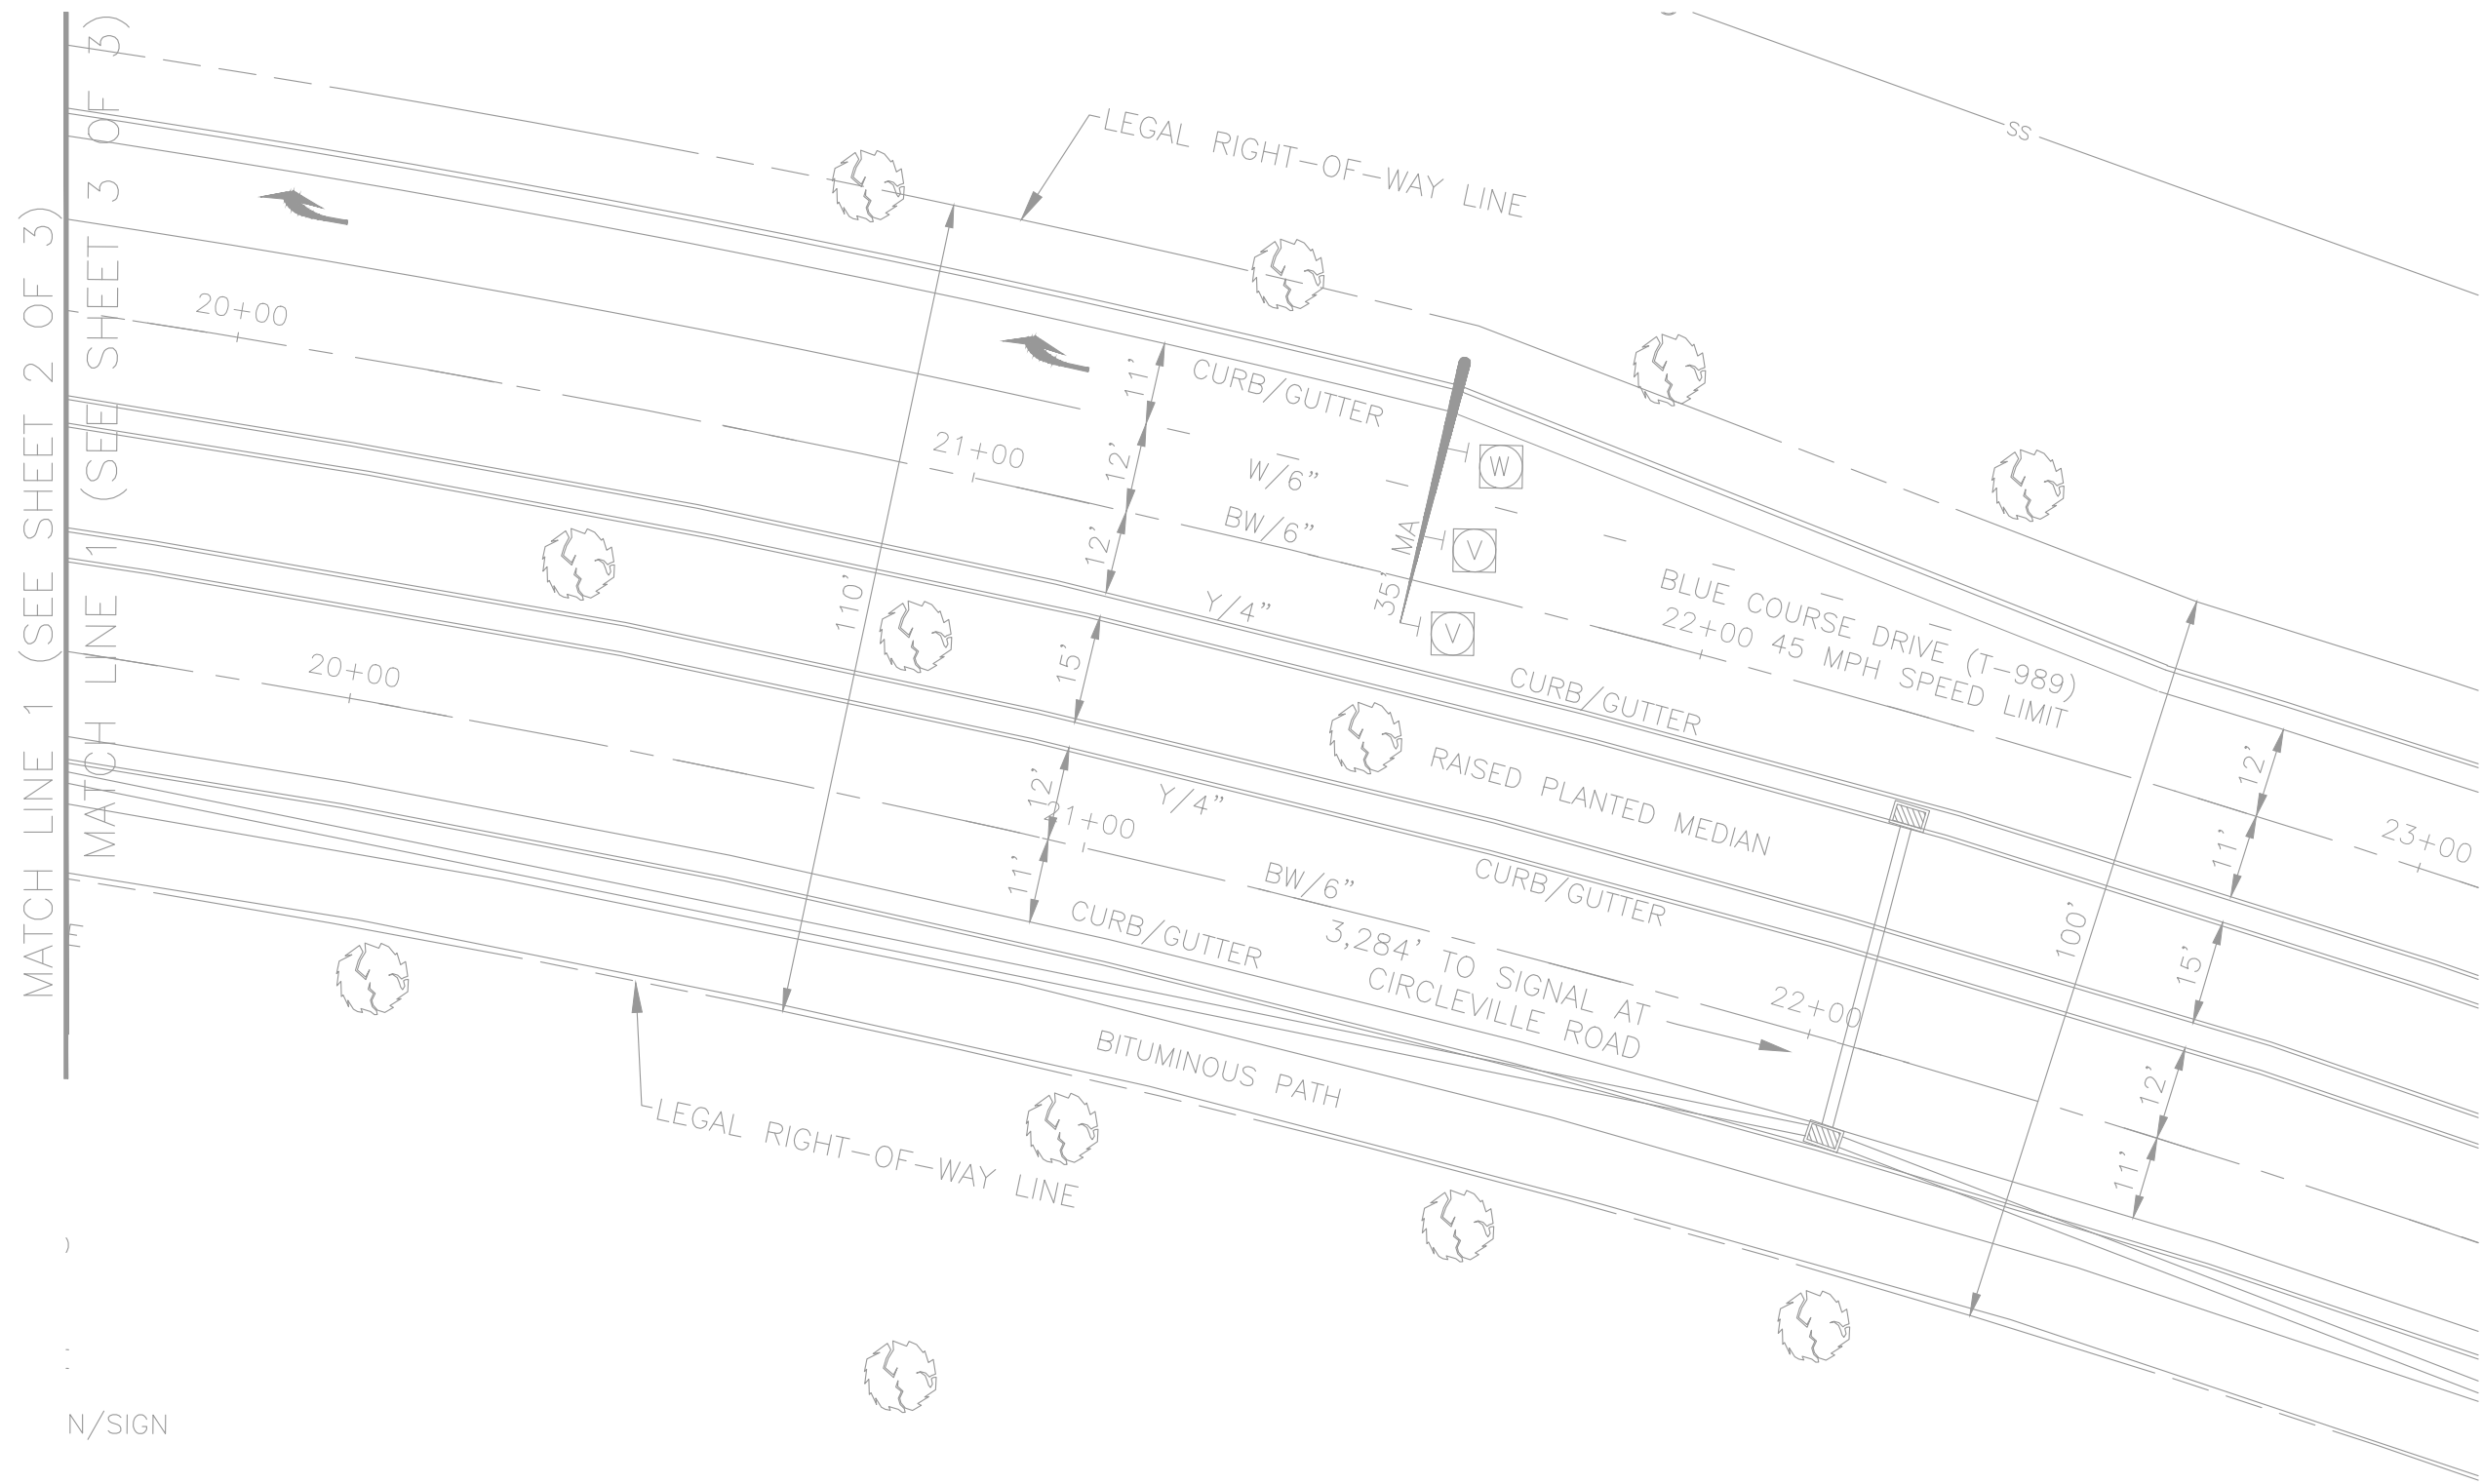 MATCH LINE 1 (SEE SHEET 2 OF 3)
MATCH LINE 1 (SEE SHEET 3 OF 3)
LEGAL RIGHT-OF-WAY LINE
SS
20+00
21+00
11'
12'
12'
CURB/GUTTER
W/6"
BW/6"
Y/4"
35' MA
W
V
V
BLUE COURSE DRIVE (T-989)
22+00 45 MPH SPEED LIMIT
CURB/GUTTER
110'
15'
RAISED PLANTED MEDIAN
20+00
12'
21+00
11'
Y/4"
BW/6"
CURB/GUTTER
CURB/GUTTER
3,284' TO SIGNAL AT
CIRCLEVILLE ROAD
22+00
12'
11'
23+00
100'
15'
12'
11'
BITUMINOUS PATH
LEGAL RIGHT-OF-WAY LINE
N/SIGN